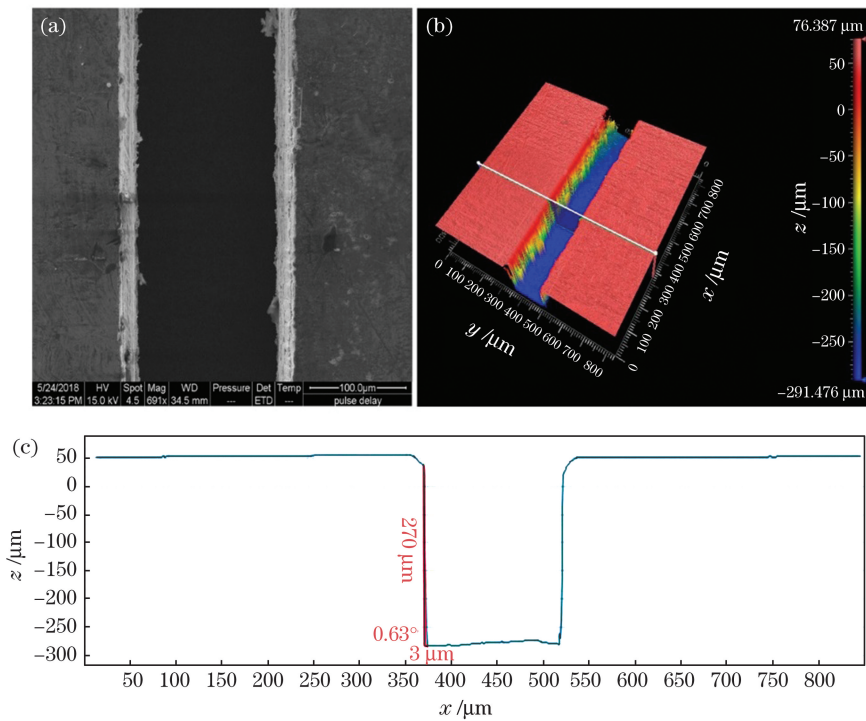 (a)
5/24/2018 HV Spot Mag WD Pressure Det Temp 100.0μm
3:23:15 PM 15.0 kV 4.5 691x 34.5 mm --- ETD --- pulse delay
(b)
76.387 μm
50
0
−50
−100
−150
−200
−250
−291.476 μm
z /μm
0 100 200 300 400 500 600 700 800
y /μm
0 100 200 300 400 500 600 700 800
x /μm
(c)
50
0
−50
−100
−150
−200
−250
−300
z /μm
270 μm
0.63°
3 μm
50 100 150 200 250 300 350 400 450 500 550 600 650 700 750 800
x /μm